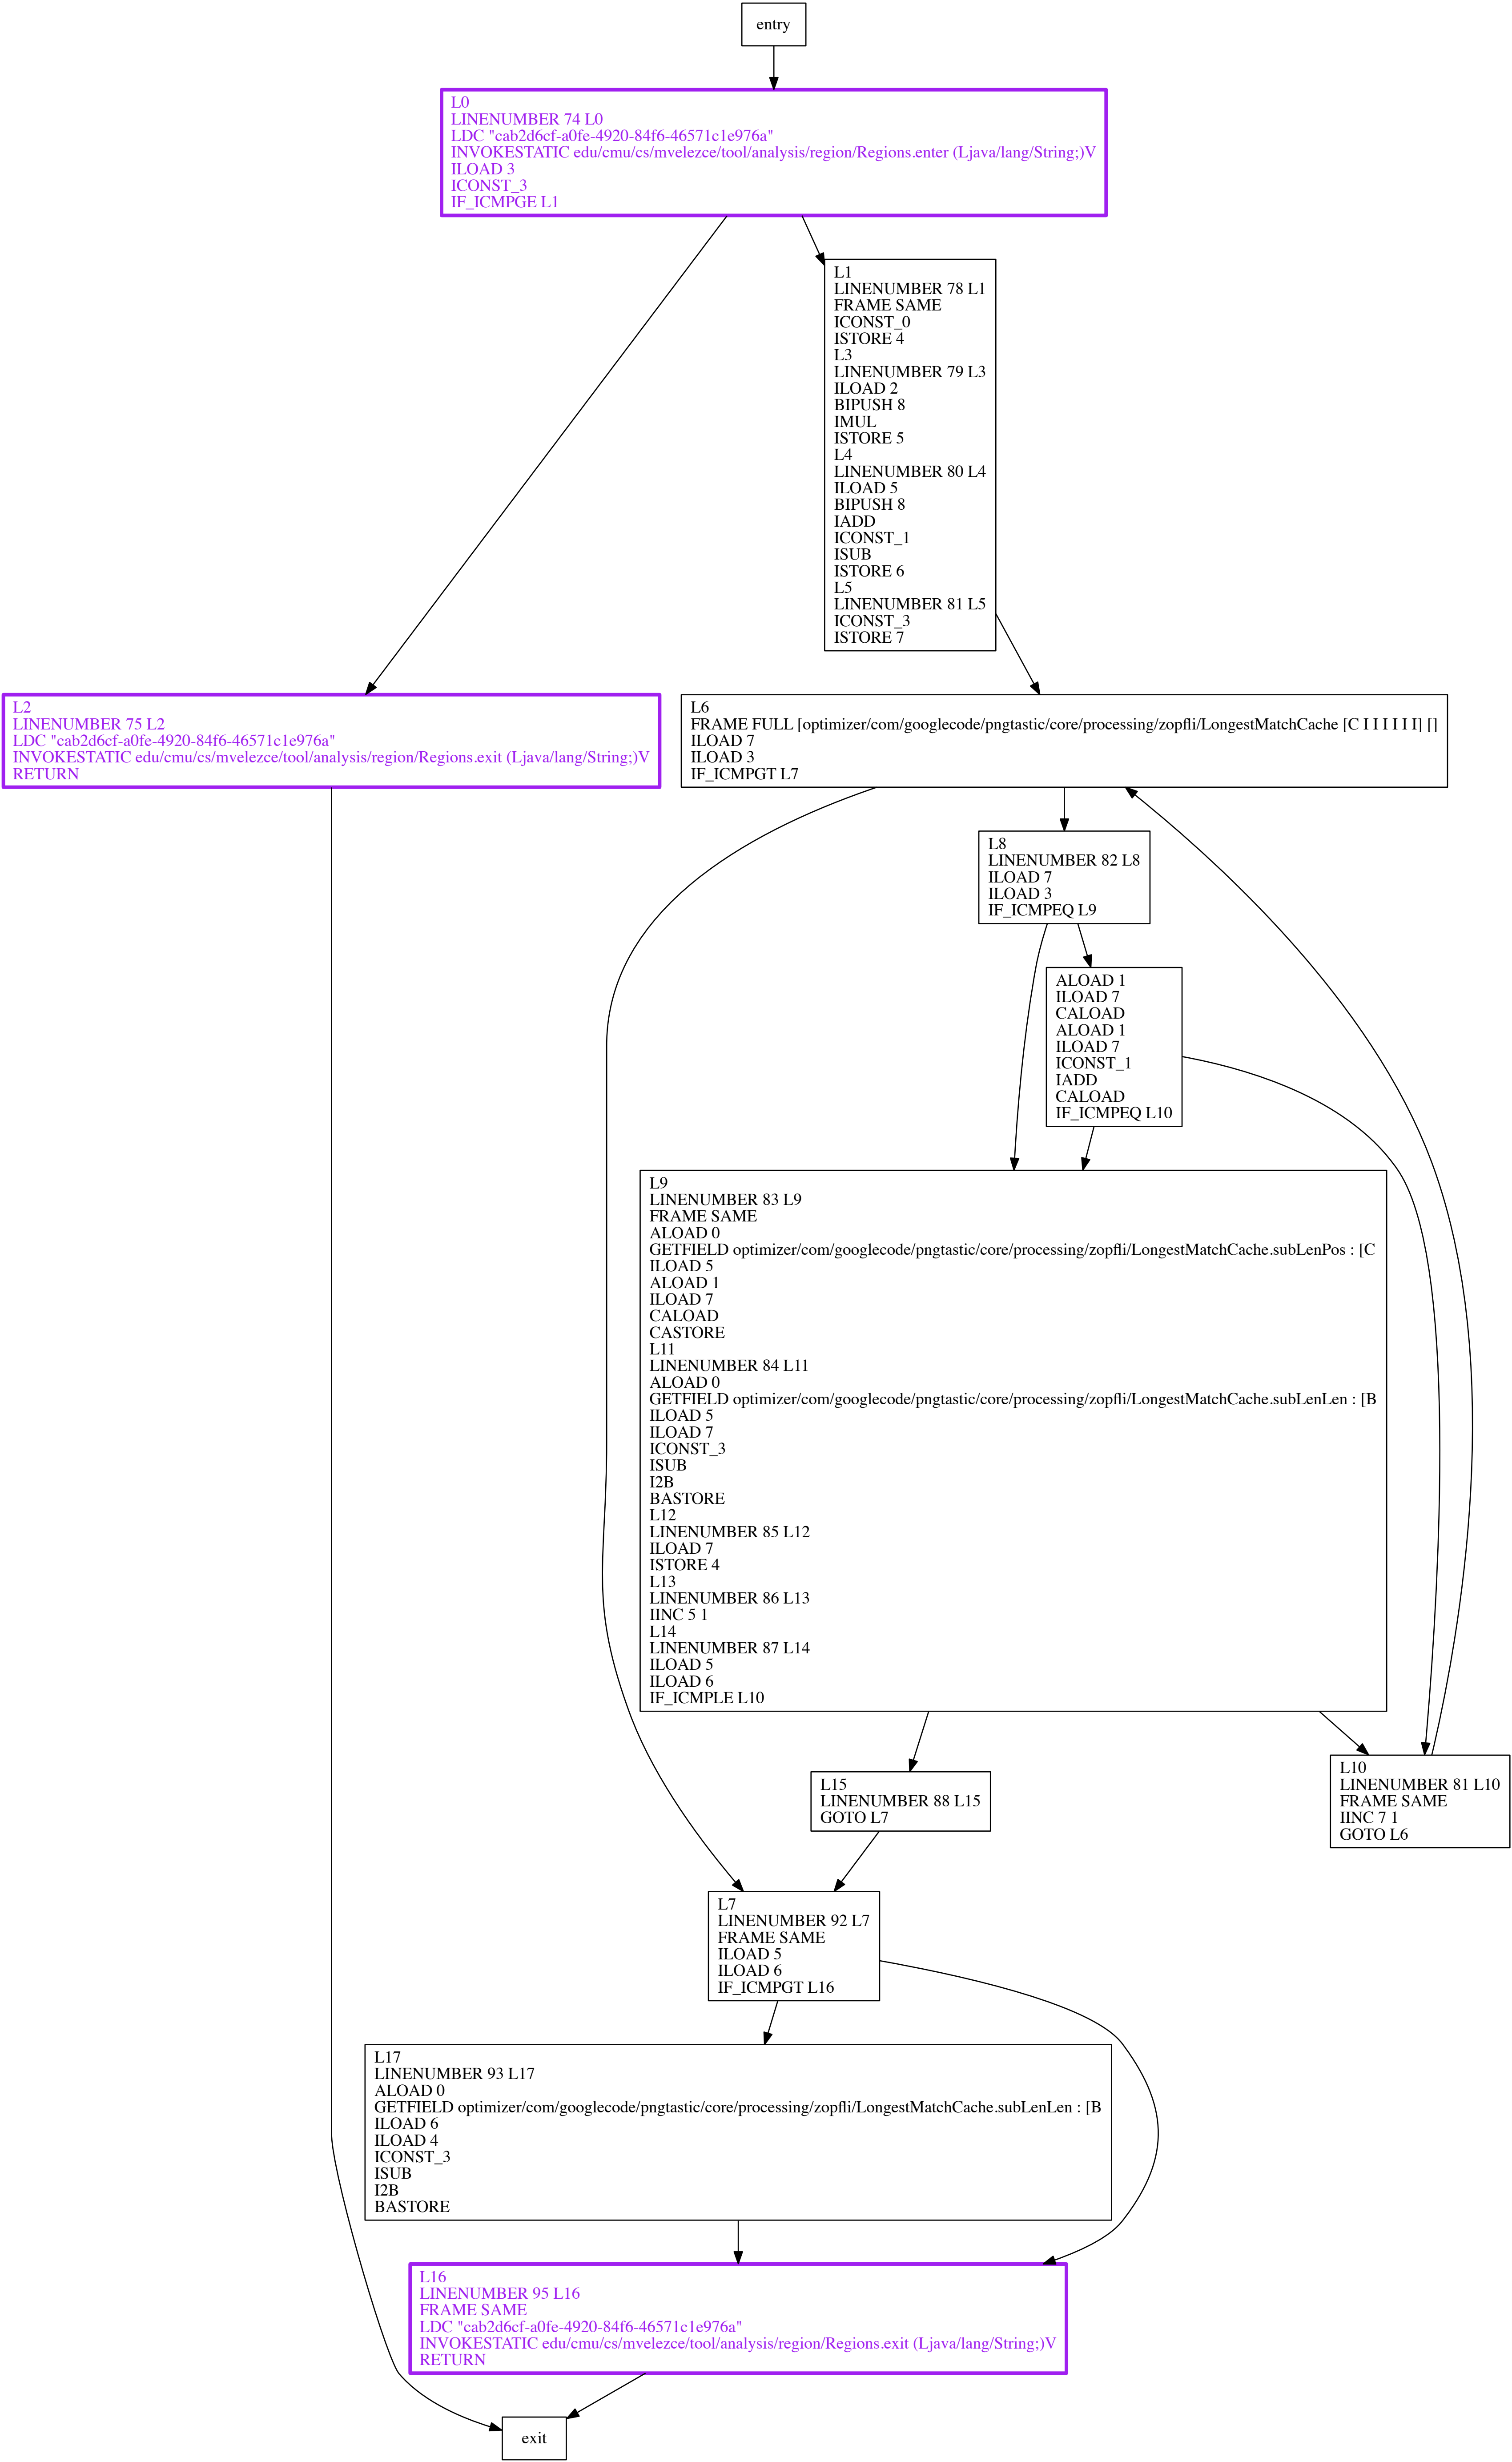 entry
L0
LINENUMBER 74 L0
LDC "cab2d6cf-a0fe-4920-84f6-46571c1e976a"
INVOKESTATIC edu/cmu/cs/mvelezce/tool/analysis/region/Regions.enter (Ljava/lang/String;)V
ILOAD 3
ICONST_3
IF_ICMPGE L1
L1
LINENUMBER 78 L1
FRAME SAME
ICONST_0
ISTORE 4
L3
LINENUMBER 79 L3
ILOAD 2
BIPUSH 8
IMUL
ISTORE 5
L4
LINENUMBER 80 L4
ILOAD 5
BIPUSH 8
IADD
ICONST_1
ISUB
ISTORE 6
L5
LINENUMBER 81 L5
ICONST_3
ISTORE 7
L2
LINENUMBER 75 L2
LDC "cab2d6cf-a0fe-4920-84f6-46571c1e976a"
INVOKESTATIC edu/cmu/cs/mvelezce/tool/analysis/region/Regions.exit (Ljava/lang/String;)V
RETURN
L6
FRAME FULL [optimizer/com/googlecode/pngtastic/core/processing/zopfli/LongestMatchCache [C I I I I I I] []
ILOAD 7
ILOAD 3
IF_ICMPGT L7
L8
LINENUMBER 82 L8
ILOAD 7
ILOAD 3
IF_ICMPEQ L9
ALOAD 1
ILOAD 7
CALOAD
ALOAD 1
ILOAD 7
ICONST_1
IADD
CALOAD
IF_ICMPEQ L10
L9
LINENUMBER 83 L9
FRAME SAME
ALOAD 0
GETFIELD optimizer/com/googlecode/pngtastic/core/processing/zopfli/LongestMatchCache.subLenPos : [C
ILOAD 5
ALOAD 1
ILOAD 7
CALOAD
CASTORE
L11
LINENUMBER 84 L11
ALOAD 0
GETFIELD optimizer/com/googlecode/pngtastic/core/processing/zopfli/LongestMatchCache.subLenLen : [B
ILOAD 5
ILOAD 7
ICONST_3
ISUB
I2B
BASTORE
L12
LINENUMBER 85 L12
ILOAD 7
ISTORE 4
L13
LINENUMBER 86 L13
IINC 5 1
L14
LINENUMBER 87 L14
ILOAD 5
ILOAD 6
IF_ICMPLE L10
L15
LINENUMBER 88 L15
GOTO L7
L10
LINENUMBER 81 L10
FRAME SAME
IINC 7 1
GOTO L6
L7
LINENUMBER 92 L7
FRAME SAME
ILOAD 5
ILOAD 6
IF_ICMPGT L16
L17
LINENUMBER 93 L17
ALOAD 0
GETFIELD optimizer/com/googlecode/pngtastic/core/processing/zopfli/LongestMatchCache.subLenLen : [B
ILOAD 6
ILOAD 4
ICONST_3
ISUB
I2B
BASTORE
L16
LINENUMBER 95 L16
FRAME SAME
LDC "cab2d6cf-a0fe-4920-84f6-46571c1e976a"
INVOKESTATIC edu/cmu/cs/mvelezce/tool/analysis/region/Regions.exit (Ljava/lang/String;)V
RETURN
exit